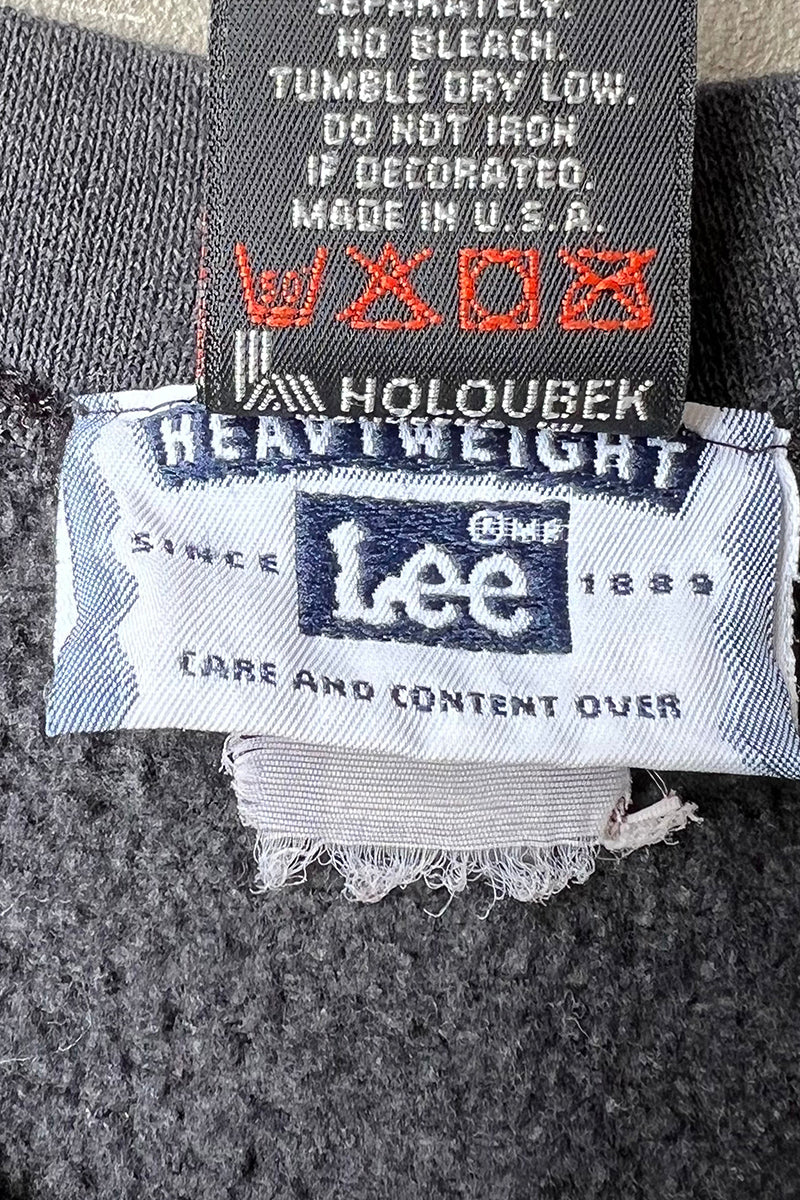 SEPARATELY.
NO BLEACH.
TUMBLE DRY LOW.
DO NOT IRON
IF DECORATED.
MADE IN U.S.A.
HOLOUBEK
HEAVYWEIGHT
Lee
SINCE 1889
CARE AND CONTENT OVER